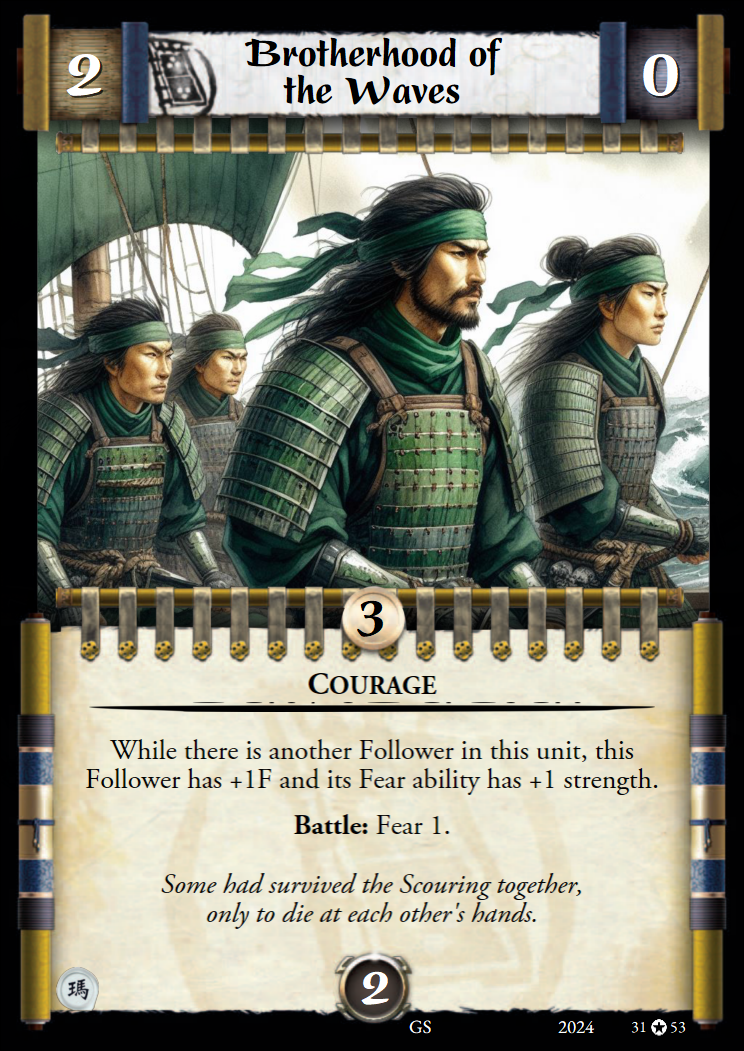 2
Brotherhood of
the Waves
0
3
COURAGE
While there is another Follower in this unit, this
Follower has +1F and its Fear ability has +1 strength.
Battle: Fear 1.
Some had survived the Scouring together,
only to die at each other's hands.
瑪
2
GS 2024 31 ✪ 53